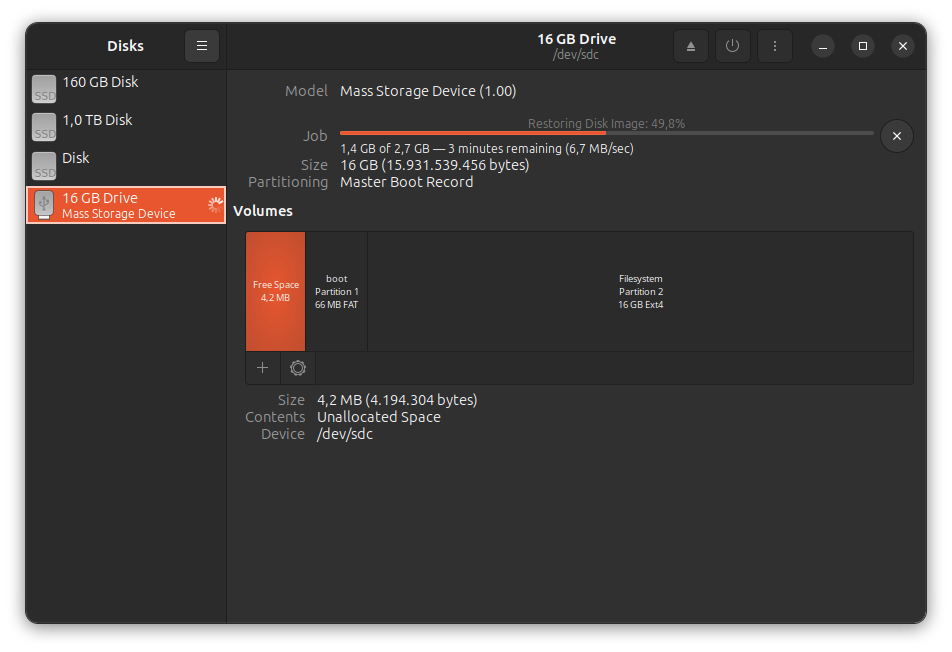 Disks
16 GB Drive
/dev/sdc
SSD
160 GB Disk
SSD
1,0 TB Disk
SSD
Disk
16 GB Drive
Mass Storage Device
Model Mass Storage Device (1.00)
Restoring Disk Image: 49,8%
Job
1,4 GB of 2,7 GB — 3 minutes remaining (6,7 MB/sec)
Size 16 GB (15.931.539.456 bytes)
Partitioning Master Boot Record
Volumes
Free Space
4,2 MB
boot
Partition 1
66 MB FAT
Filesystem
Partition 2
16 GB Ext4
Size 4,2 MB (4.194.304 bytes)
Contents Unallocated Space
Device /dev/sdc